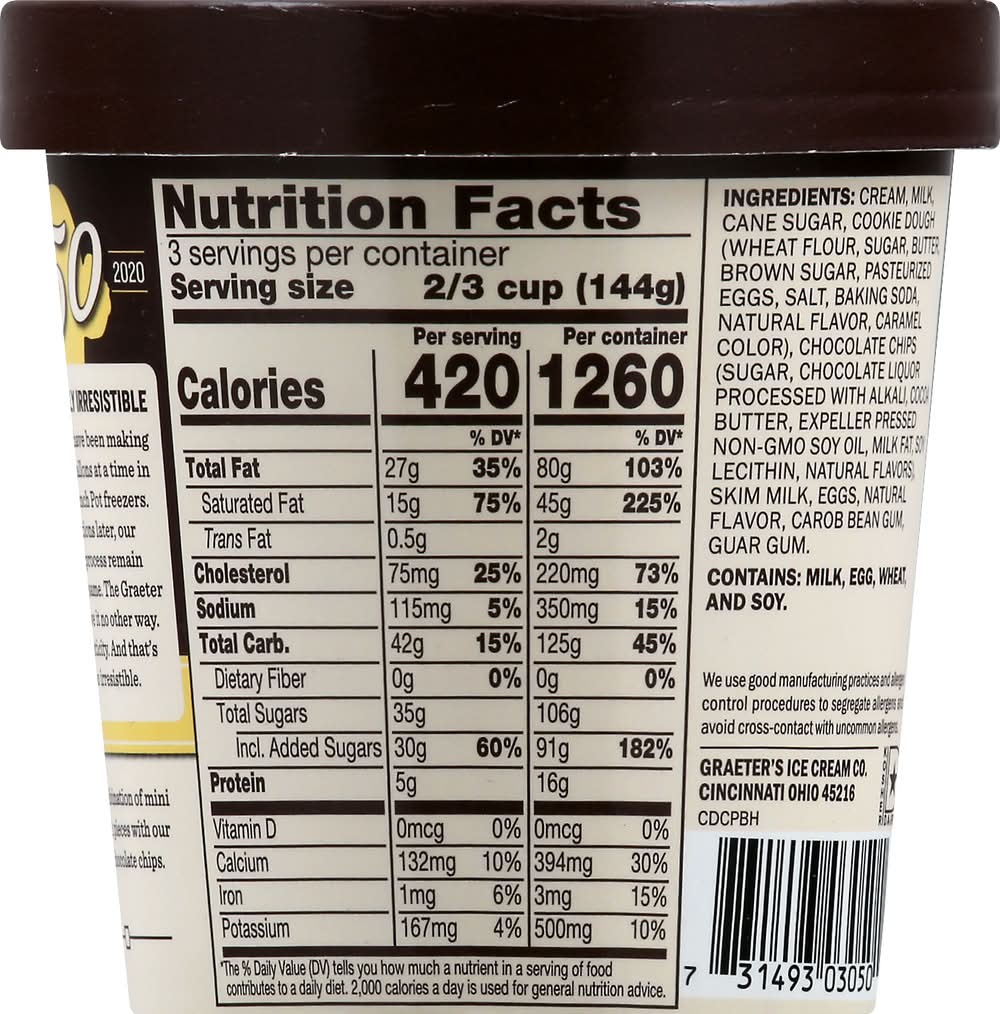 2020
Nutrition Facts
3 servings per container
Serving size 2/3 cup (144g)
Per serving Per container
Calories 420 1260
% DV* % DV*
Total Fat 27g 35% 80g 103%
Saturated Fat 15g 75% 45g 225%
Trans Fat 0.5g 2g
Cholesterol 75mg 25% 220mg 73%
Sodium 115mg 5% 350mg 15%
Total Carb. 42g 15% 125g 45%
Dietary Fiber 0g 0% 0g 0%
Total Sugars 35g 106g
Incl. Added Sugars 30g 60% 91g 182%
Protein 5g 16g
Vitamin D 0mcg 0% 0mcg 0%
Calcium 132mg 10% 394mg 30%
Iron 1mg 6% 3mg 15%
Potassium 167mg 4% 500mg 10%
*The % Daily Value (DV) tells you how much a nutrient in a serving of food
contributes to a daily diet. 2,000 calories a day is used for general nutrition advice.
IRRESISTIBLE
been making
at a time in
Pot freezers.
later, our
process remain
The Graeter
it no other way.
And that's
irresistible.
of mini
pieces with our
chips.
INGREDIENTS: CREAM, MILK,
CANE SUGAR, COOKIE DOUGH
(WHEAT FLOUR, SUGAR, BUTTER,
BROWN SUGAR, PASTEURIZED
EGGS, SALT, BAKING SODA,
NATURAL FLAVOR, CARAMEL
COLOR), CHOCOLATE CHIPS
(SUGAR, CHOCOLATE LIQUOR
PROCESSED WITH ALKALI, COCOA
BUTTER, EXPELLER PRESSED
NON-GMO SOY OIL, MILK FAT, SOY
LECITHIN, NATURAL FLAVORS),
SKIM MILK, EGGS, NATURAL
FLAVOR, CAROB BEAN GUM,
GUAR GUM.
CONTAINS: MILK, EGG, WHEAT,
AND SOY.
We use good manufacturing practices and
control procedures to segregate allergens
avoid cross-contact with uncommon allergens.
GRAETER'S ICE CREAM CO.
CINCINNATI OHIO 45216
CDCPBH
7 31493 03050